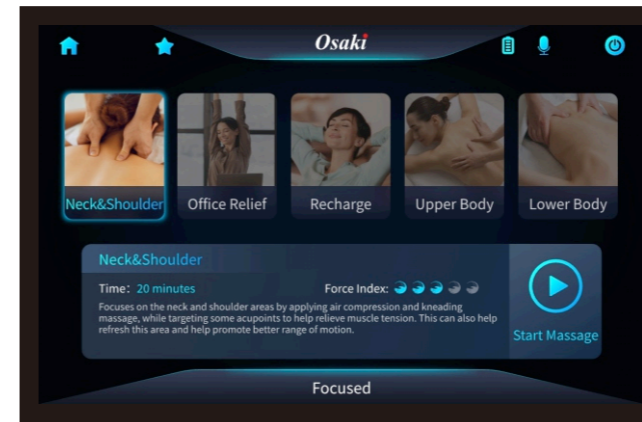 Osaki
Neck&Shoulder
Office Relief
Recharge
Upper Body
Lower Body
Neck&Shoulder
Time: 20 minutes
Force Index:
Focuses on the neck and shoulder areas by applying air compression and kneading
massage, while targeting some acupoints to help relieve muscle tension. This can also help
refresh this area and help promote better range of motion.
Start Massage
Focused